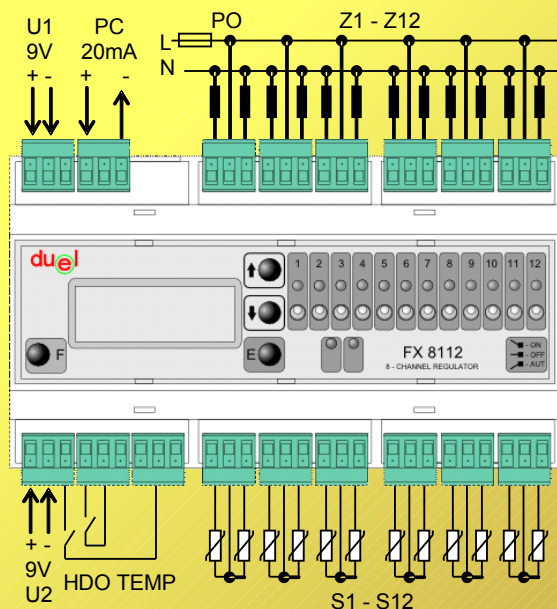 U1 PC PO Z1 - Z12
9V 20mA L
+ - + - N
duel
1 2 3 4 5 6 7 8 9 10 11 12
F E FX 8112
8 - CHANNEL REGULATOR
- ON
- OFF
- AUT
+ -
9V HDO TEMP
U2 S1 - S12